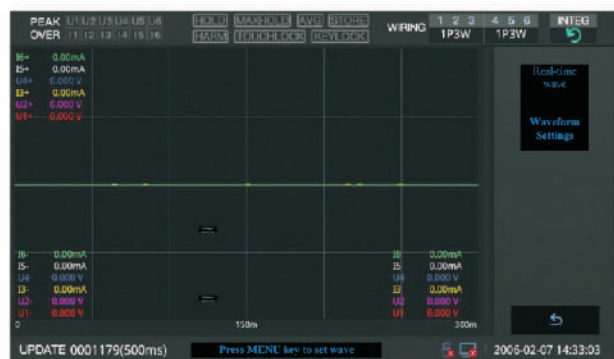 PEAK U1 U2 U3 U4 U5 U6 HOLD MAXHOLD AVG STORE WIRING 1 2 3 4 5 6 INTEG
OVER I1 I2 I3 I4 I5 I6 HARM TOUCHLOCK KEYLOCK 1P3W 1P3W
I6+ 0.00mA
I5+ 0.00mA
U4+ 0.000 V
I3+ 0.00mA
U2+ 0.000 V
U1+ 0.000 V
Real-time
wave
Waveform
Settings
I6- 0.00mA I6 0.00mA
I5- 0.00mA I5 0.00mA
U4- 0.000 V U4 0.000 V
I3- 0.00mA I3 0.00mA
U2- 0.000 V U2 0.000 V
U1- 0.000 V U1 0.000 V
0 150m 300m
UPDATE 0001179(500ms) Press MENU key to set wave 2006-02-07 14:33:03